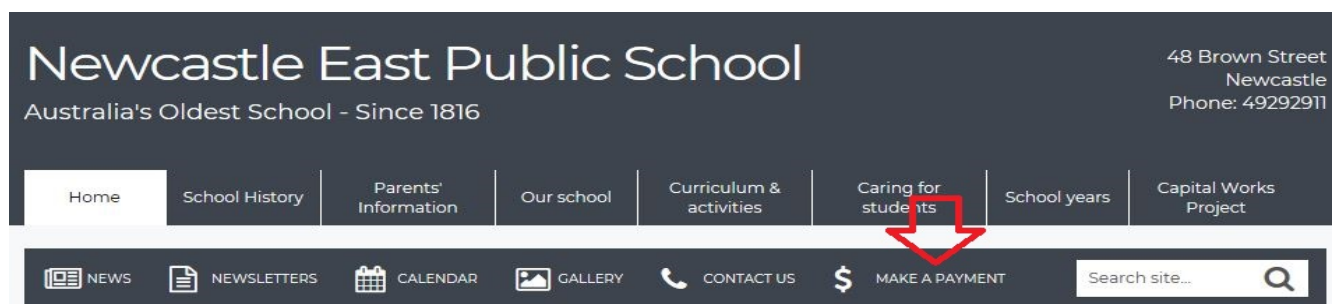 Newcastle East Public School
Australia's Oldest School - Since 1816
48 Brown Street
Newcastle
Phone: 49292911
Home
School History
Parents'
Information
Our school
Curriculum &
activities
Caring for
students
School years
Capital Works
Project
NEWS
NEWSLETTERS
CALENDAR
GALLERY
CONTACT US
$ MAKE A PAYMENT
Search site...